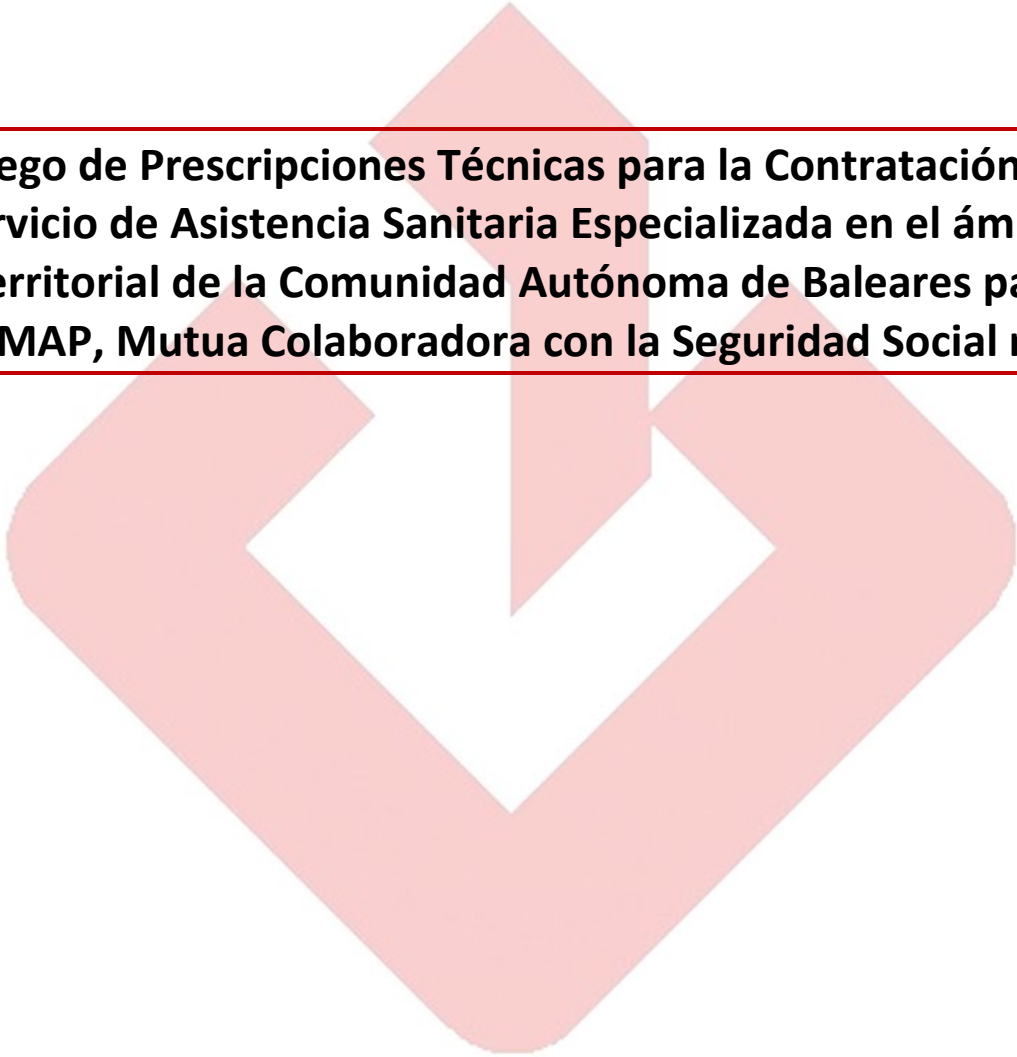 ego de Prescripciones Técnicas para la Contratación
rvicio de Asistencia Sanitaria Especializada en el ám
erritorial de la Comunidad Autónoma de Baleares pa
MAP, Mutua Colaboradora con la Seguridad Social n